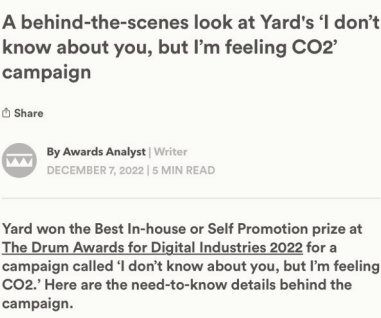 A behind-the-scenes look at Yard's ‘I don’t
know about you, but I’m feeling CO2’
campaign
Share
By Awards Analyst | Writer
DECEMBER 7, 2022 | 5 MIN READ
Yard won the Best In-house or Self Promotion prize at
The Drum Awards for Digital Industries 2022 for a
campaign called ‘I don’t know about you, but I’m feeling
CO2.’ Here are the need-to-know details behind the
campaign.